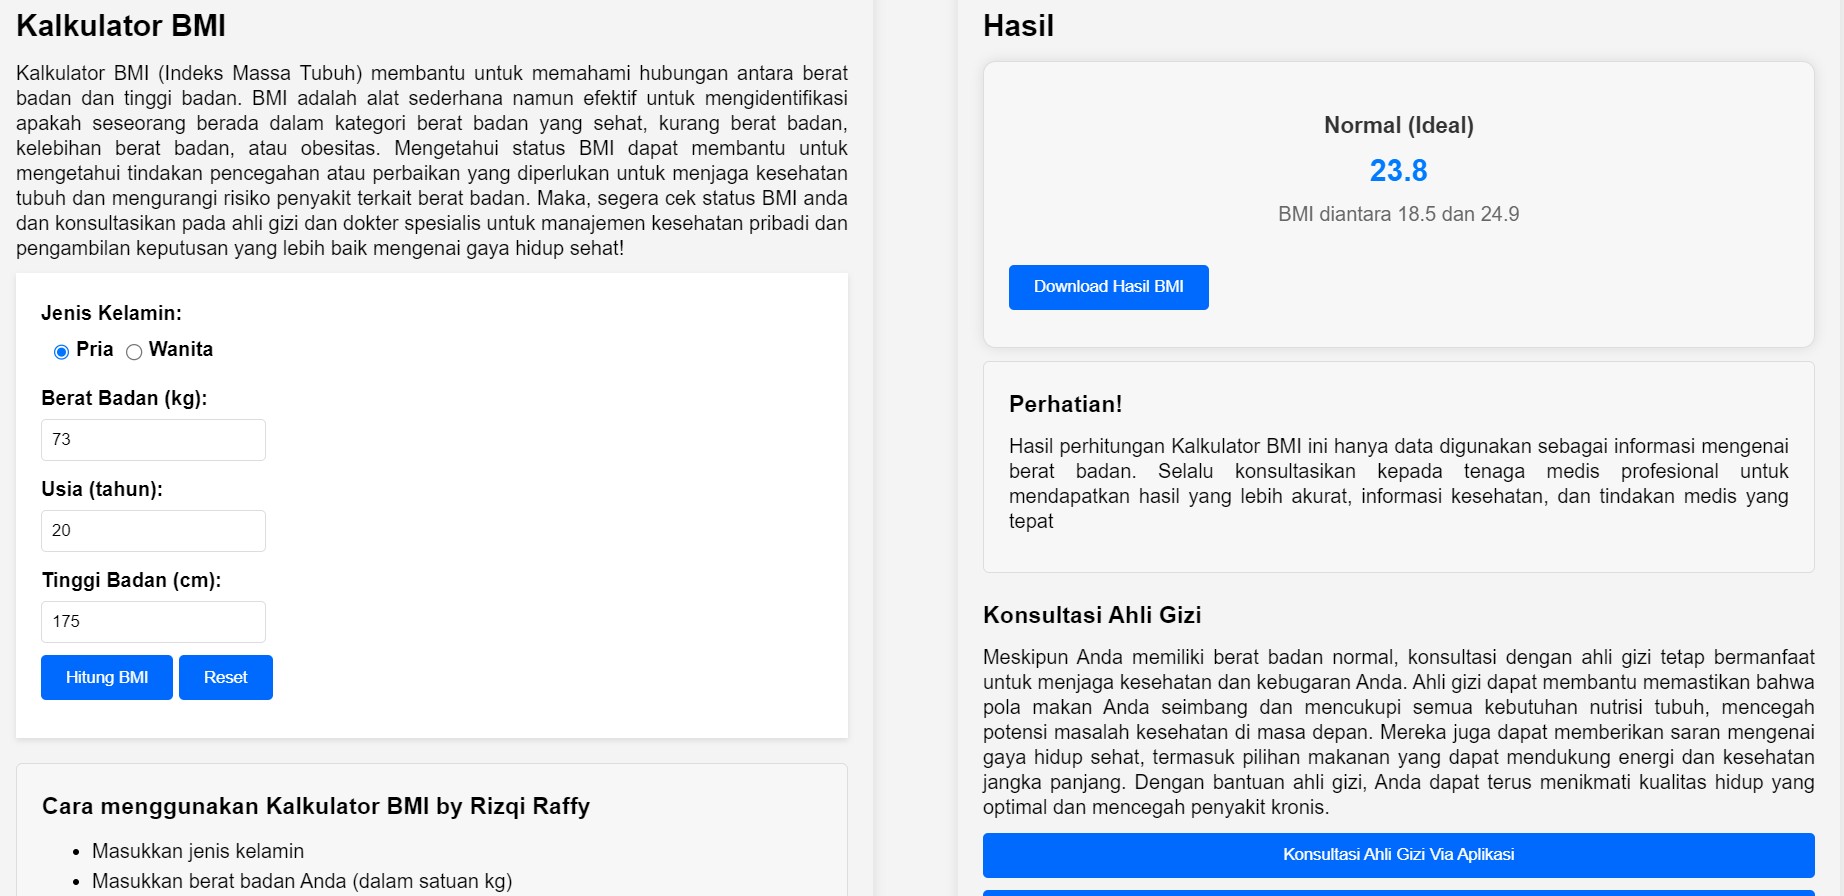 Kalkulator BMI
Kalkulator BMI (Indeks Massa Tubuh) membantu untuk memahami hubungan antara berat
badan dan tinggi badan. BMI adalah alat sederhana namun efektif untuk mengidentifikasi
apakah seseorang berada dalam kategori berat badan yang sehat, kurang berat badan,
kelebihan berat badan, atau obesitas. Mengetahui status BMI dapat membantu untuk
mengetahui tindakan pencegahan atau perbaikan yang diperlukan untuk menjaga kesehatan
tubuh dan mengurangi risiko penyakit terkait berat badan. Maka, segera cek status BMI anda
dan konsultasikan pada ahli gizi dan dokter spesialis untuk manajemen kesehatan pribadi dan
pengambilan keputusan yang lebih baik mengenai gaya hidup sehat!
Jenis Kelamin:
Pria Wanita
Berat Badan (kg):
73
Usia (tahun):
20
Tinggi Badan (cm):
175
Hitung BMI Reset
Cara menggunakan Kalkulator BMI by Rizqi Raffy
• Masukkan jenis kelamin
• Masukkan berat badan Anda (dalam satuan kg)
Hasil
Normal (Ideal)
23.8
BMI diantara 18.5 dan 24.9
Download Hasil BMI
Perhatian!
Hasil perhitungan Kalkulator BMI ini hanya data digunakan sebagai informasi mengenai
berat badan. Selalu konsultasikan kepada tenaga medis profesional untuk
mendapatkan hasil yang lebih akurat, informasi kesehatan, dan tindakan medis yang
tepat
Konsultasi Ahli Gizi
Meskipun Anda memiliki berat badan normal, konsultasi dengan ahli gizi tetap bermanfaat
untuk menjaga kesehatan dan kebugaran Anda. Ahli gizi dapat membantu memastikan bahwa
pola makan Anda seimbang dan mencukupi semua kebutuhan nutrisi tubuh, mencegah
potensi masalah kesehatan di masa depan. Mereka juga dapat memberikan saran mengenai
gaya hidup sehat, termasuk pilihan makanan yang dapat mendukung energi dan kesehatan
jangka panjang. Dengan bantuan ahli gizi, Anda dapat terus menikmati kualitas hidup yang
optimal dan mencegah penyakit kronis.
Konsultasi Ahli Gizi Via Aplikasi